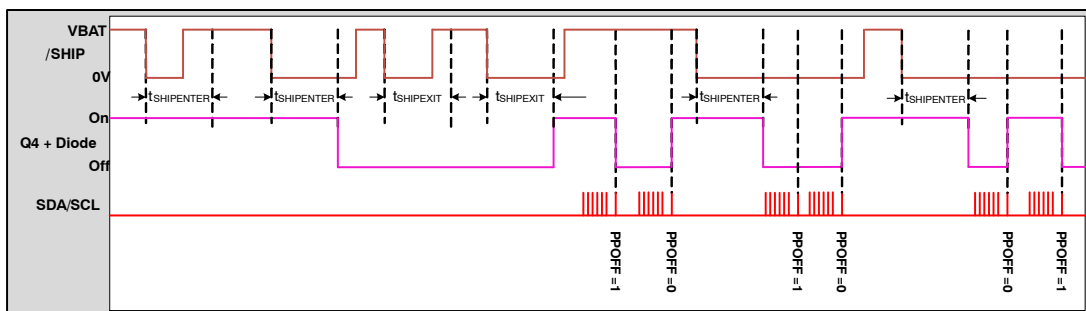 VBAT
/SHIP
0V
tSHIPENTER tSHIPENTER tSHIPEXIT tSHIPEXIT tSHIPENTER tSHIPENTER
On
Q4 + Diode
Off
SDA/SCL
PPOFF =1 PPOFF =0 PPOFF =1 PPOFF =0 PPOFF =0 PPOFF =1